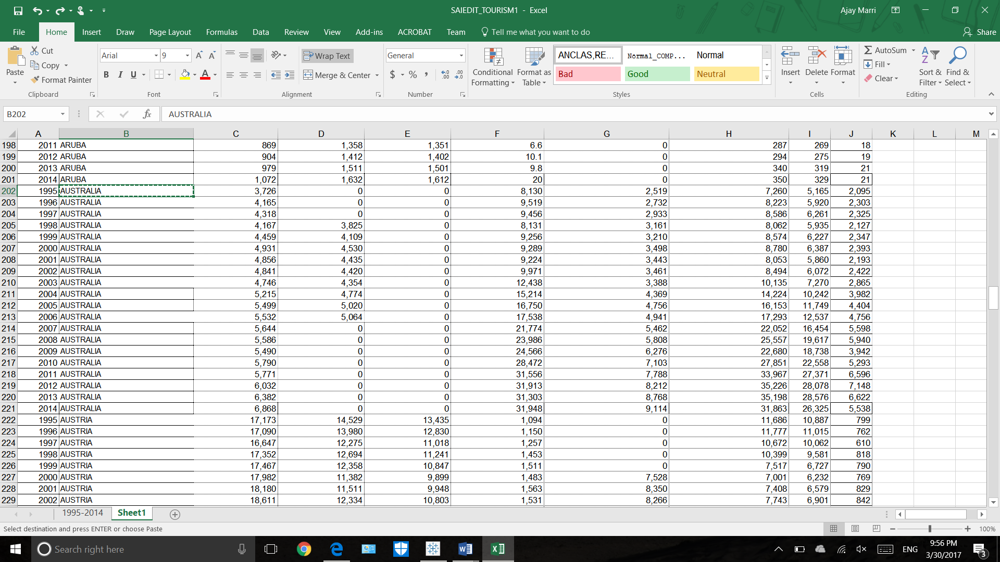 SAIEDIT_TOURISM1 - Excel
Ajay Marri
File Home Insert Draw Page Layout Formulas Data Review View Add-ins ACROBAT Team Tell me what you want to do Share
Paste
Cut
Copy
Format Painter
Clipboard
Arial 9
B I U
Font
Wrap Text
Merge & Center
Alignment
General
$ % ,
Number
Conditional Formatting
Format as Table
ANCLAS,RE... Normal_COMP... Normal
Bad Good Neutral
Styles
Insert Delete Format
Cells
AutoSum
Fill
Clear
Sort & Filter
Find & Select
Editing
B202 fx AUSTRALIA
A B C D E F G H I J K L M
198 2011 ARUBA 869 1,358 1,351 6.6 0 287 269 18
199 2012 ARUBA 904 1,412 1,402 10.1 0 294 275 19
200 2013 ARUBA 979 1,511 1,501 9.8 0 340 319 21
201 2014 ARUBA 1,072 1,632 1,612 20 0 350 329 21
202 1995 AUSTRALIA 3,726 0 0 8,130 2,519 7,260 5,165 2,095
203 1996 AUSTRALIA 4,165 0 0 9,519 2,732 8,223 5,920 2,303
204 1997 AUSTRALIA 4,318 0 0 9,456 2,933 8,586 6,261 2,325
205 1998 AUSTRALIA 4,167 3,825 0 8,131 3,161 8,062 5,935 2,127
206 1999 AUSTRALIA 4,459 4,109 0 9,256 3,210 8,574 6,227 2,347
207 2000 AUSTRALIA 4,931 4,530 0 9,289 3,498 8,780 6,387 2,393
208 2001 AUSTRALIA 4,856 4,435 0 9,224 3,443 8,053 5,860 2,193
209 2002 AUSTRALIA 4,841 4,420 0 9,971 3,461 8,494 6,072 2,422
210 2003 AUSTRALIA 4,746 4,354 0 12,438 3,388 10,135 7,270 2,865
211 2004 AUSTRALIA 5,215 4,774 0 15,214 4,369 14,224 10,242 3,982
212 2005 AUSTRALIA 5,499 5,020 0 16,750 4,756 16,153 11,749 4,404
213 2006 AUSTRALIA 5,532 5,064 0 17,538 4,941 17,293 12,537 4,756
214 2007 AUSTRALIA 5,644 0 0 21,774 5,462 22,052 16,454 5,598
215 2008 AUSTRALIA 5,586 0 0 23,986 5,808 25,557 19,617 5,940
216 2009 AUSTRALIA 5,490 0 0 24,566 6,276 22,680 18,738 3,942
217 2010 AUSTRALIA 5,790 0 0 28,472 7,103 27,851 22,558 5,293
218 2011 AUSTRALIA 5,771 0 0 31,556 7,788 33,967 27,371 6,596
219 2012 AUSTRALIA 6,032 0 0 31,913 8,212 35,226 28,078 7,148
220 2013 AUSTRALIA 6,382 0 0 31,303 8,768 35,198 28,576 6,622
221 2014 AUSTRALIA 6,868 0 0 31,948 9,114 31,863 26,325 5,538
222 1995 AUSTRIA 17,173 14,529 13,435 1,094 0 11,686 10,887 799
223 1996 AUSTRIA 17,090 13,980 12,830 1,150 0 11,777 11,015 762
224 1997 AUSTRIA 16,647 12,275 11,018 1,257 0 10,672 10,062 610
225 1998 AUSTRIA 17,352 12,694 11,241 1,453 0 10,399 9,581 818
226 1999 AUSTRIA 17,467 12,358 10,847 1,511 0 7,517 6,727 790
227 2000 AUSTRIA 17,982 11,382 9,899 1,483 7,528 7,001 6,232 769
228 2001 AUSTRIA 18,180 11,511 9,948 1,563 8,350 7,408 6,579 829
229 2002 AUSTRIA 18,611 12,334 10,803 1,531 8,266 7,743 6,901 842
1995-2014 Sheet1
Select destination and press ENTER or choose Paste 100%
Search right here
ENG
9:56 PM
3/30/2017
3